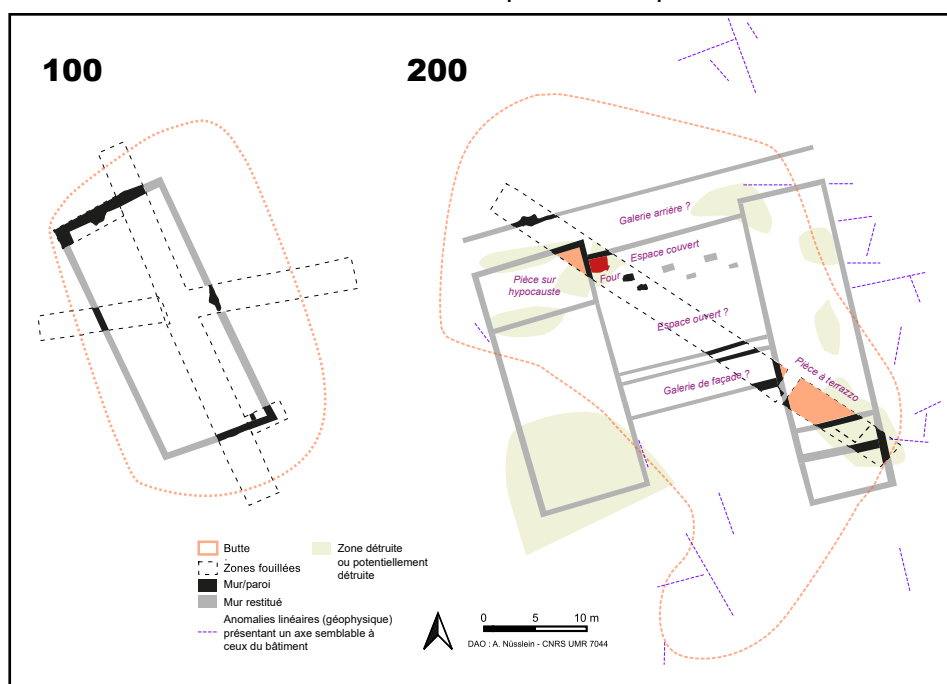 100
200
Galerie arrière ?
Espace couvert
Pièce sur
hypocauste
Four
Espace ouvert ?
Galerie de façade ?
Pièce à terrazzo
Butte
Zones fouillées
Mur/paroi
Mur restitué
Anomalies linéaires (géophysique)
présentant un axe semblable à
ceux du bâtiment
Zone détruite
ou potentiellement
détruite
0 5 10 m
DAO : A. Nüsslein - CNRS UMR 7044